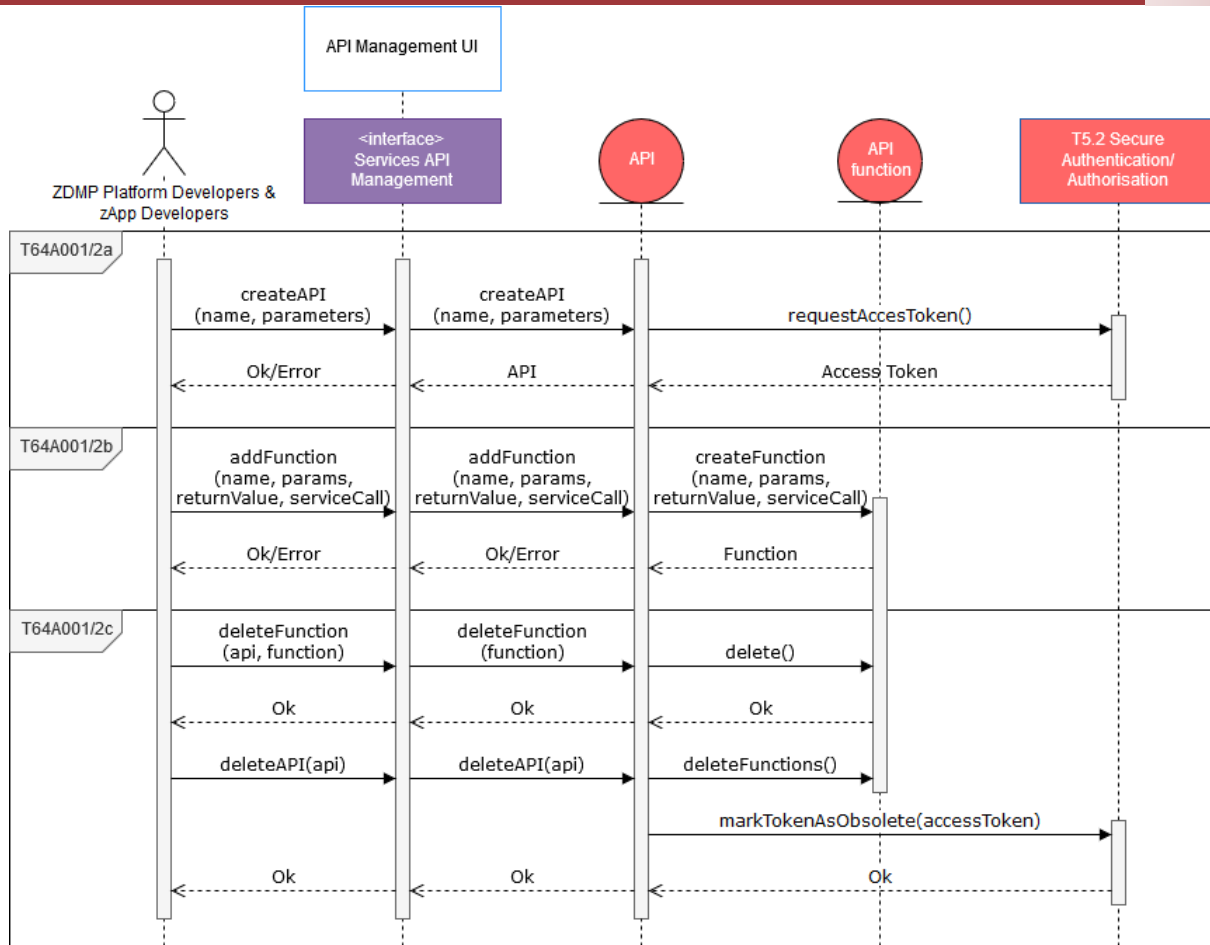 API Management UI
<interface>
Services API
Management
API
API
function
T5.2 Secure
Authentication/
Authorisation
ZDMP Platform Developers &
zApp Developers
T64A001/2a
createAPI
(name, parameters)
createAPI
(name, parameters)
requestAccesToken()
Ok/Error
API
Access Token
T64A001/2b
addFunction
(name, params,
returnValue, serviceCall)
addFunction
(name, params,
returnValue, serviceCall)
createFunction
(name, params,
returnValue, serviceCall)
Ok/Error
Ok/Error
Function
T64A001/2c
deleteFunction
(api, function)
deleteFunction
(function)
delete()
Ok
Ok
Ok
deleteAPI(api)
deleteAPI(api)
deleteFunctions()
markTokenAsObsolete(accessToken)
Ok
Ok
Ok